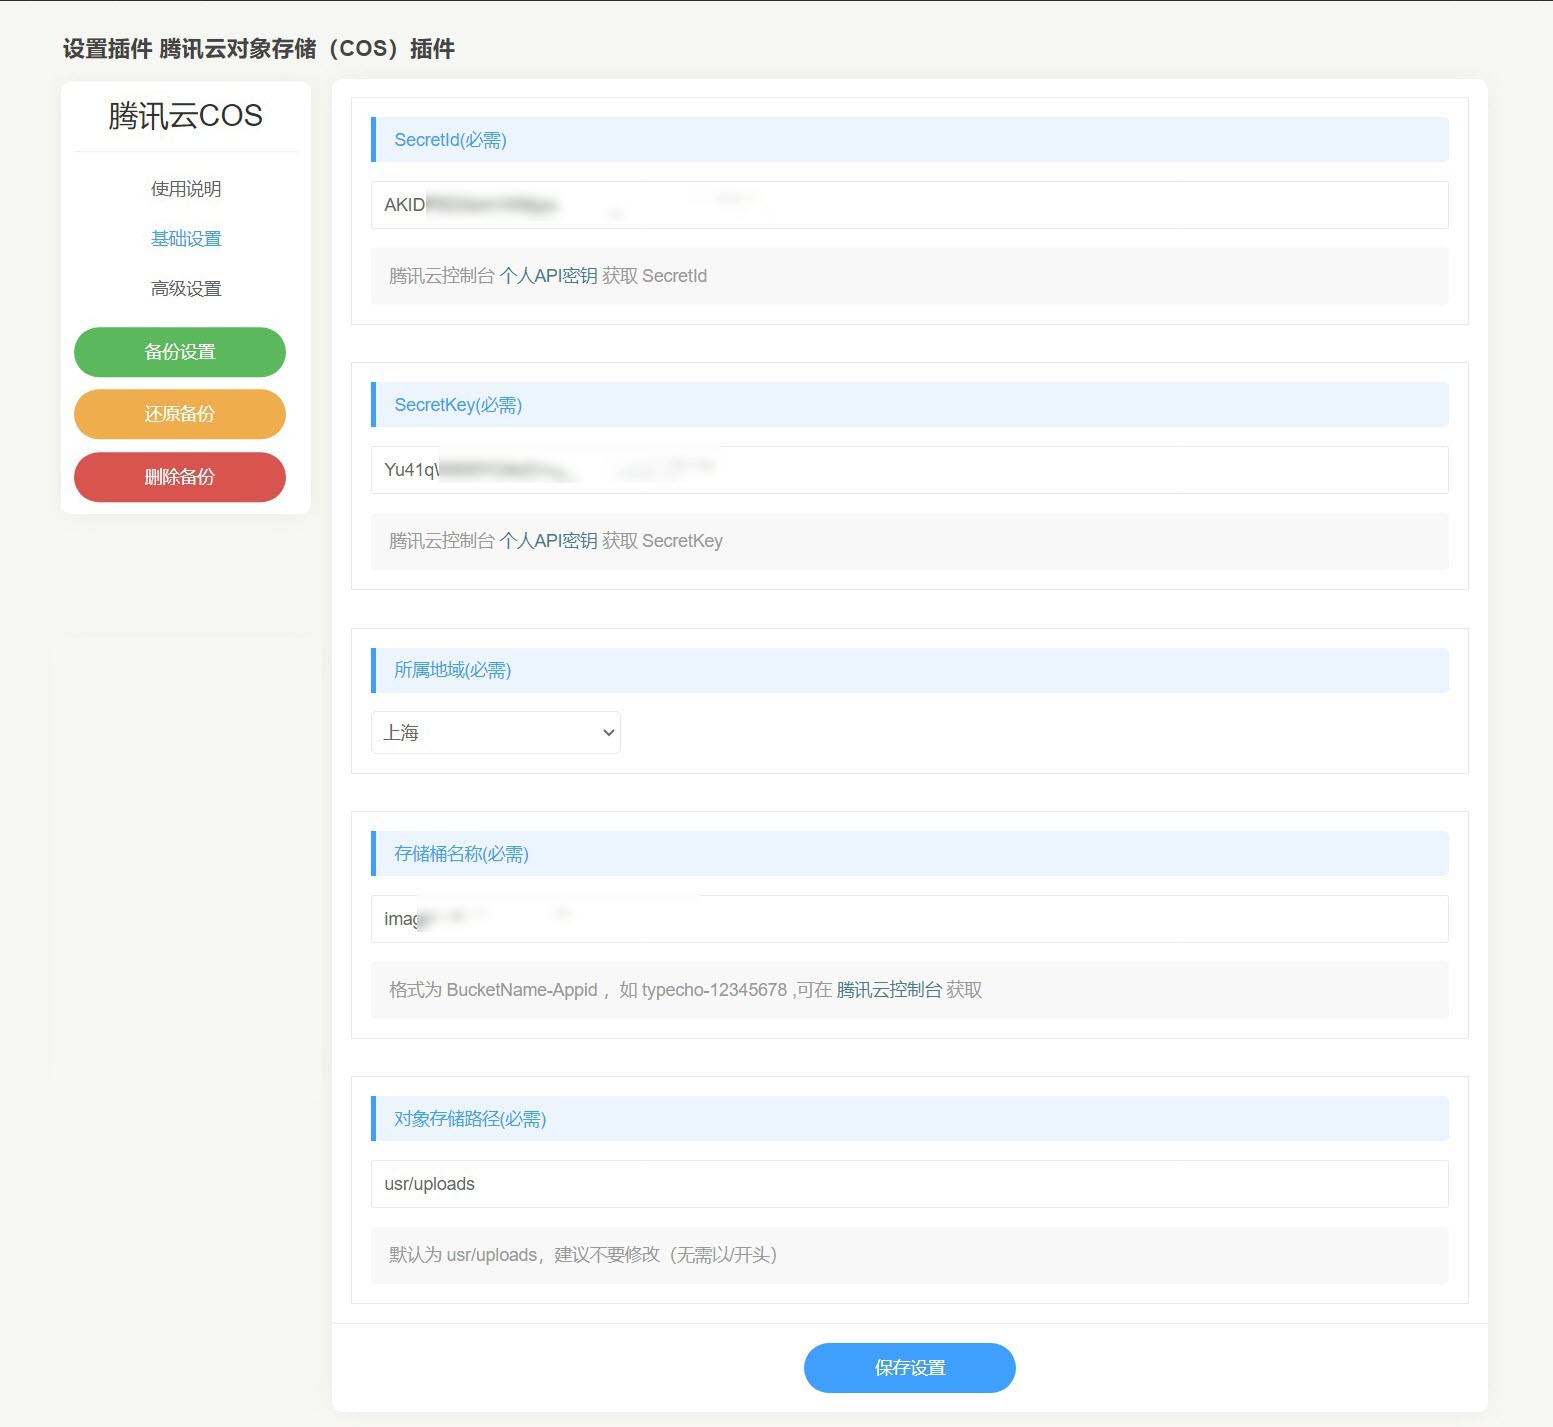 设置插件 腾讯云对象存储（COS）插件
腾讯云COS
使用说明
基础设置
高级设置
备份设置
还原备份
删除备份
SecretId(必需)
AKID
腾讯云控制台 个人API密钥 获取 SecretId
SecretKey(必需)
Yu41q
腾讯云控制台 个人API密钥 获取 SecretKey
所属地域(必需)
上海
存储桶名称(必需)
imag
格式为 BucketName-Appid ，如 typecho-12345678 ,可在 腾讯云控制台 获取
对象存储路径(必需)
usr/uploads
默认为 usr/uploads，建议不要修改（无需以/开头）
保存设置